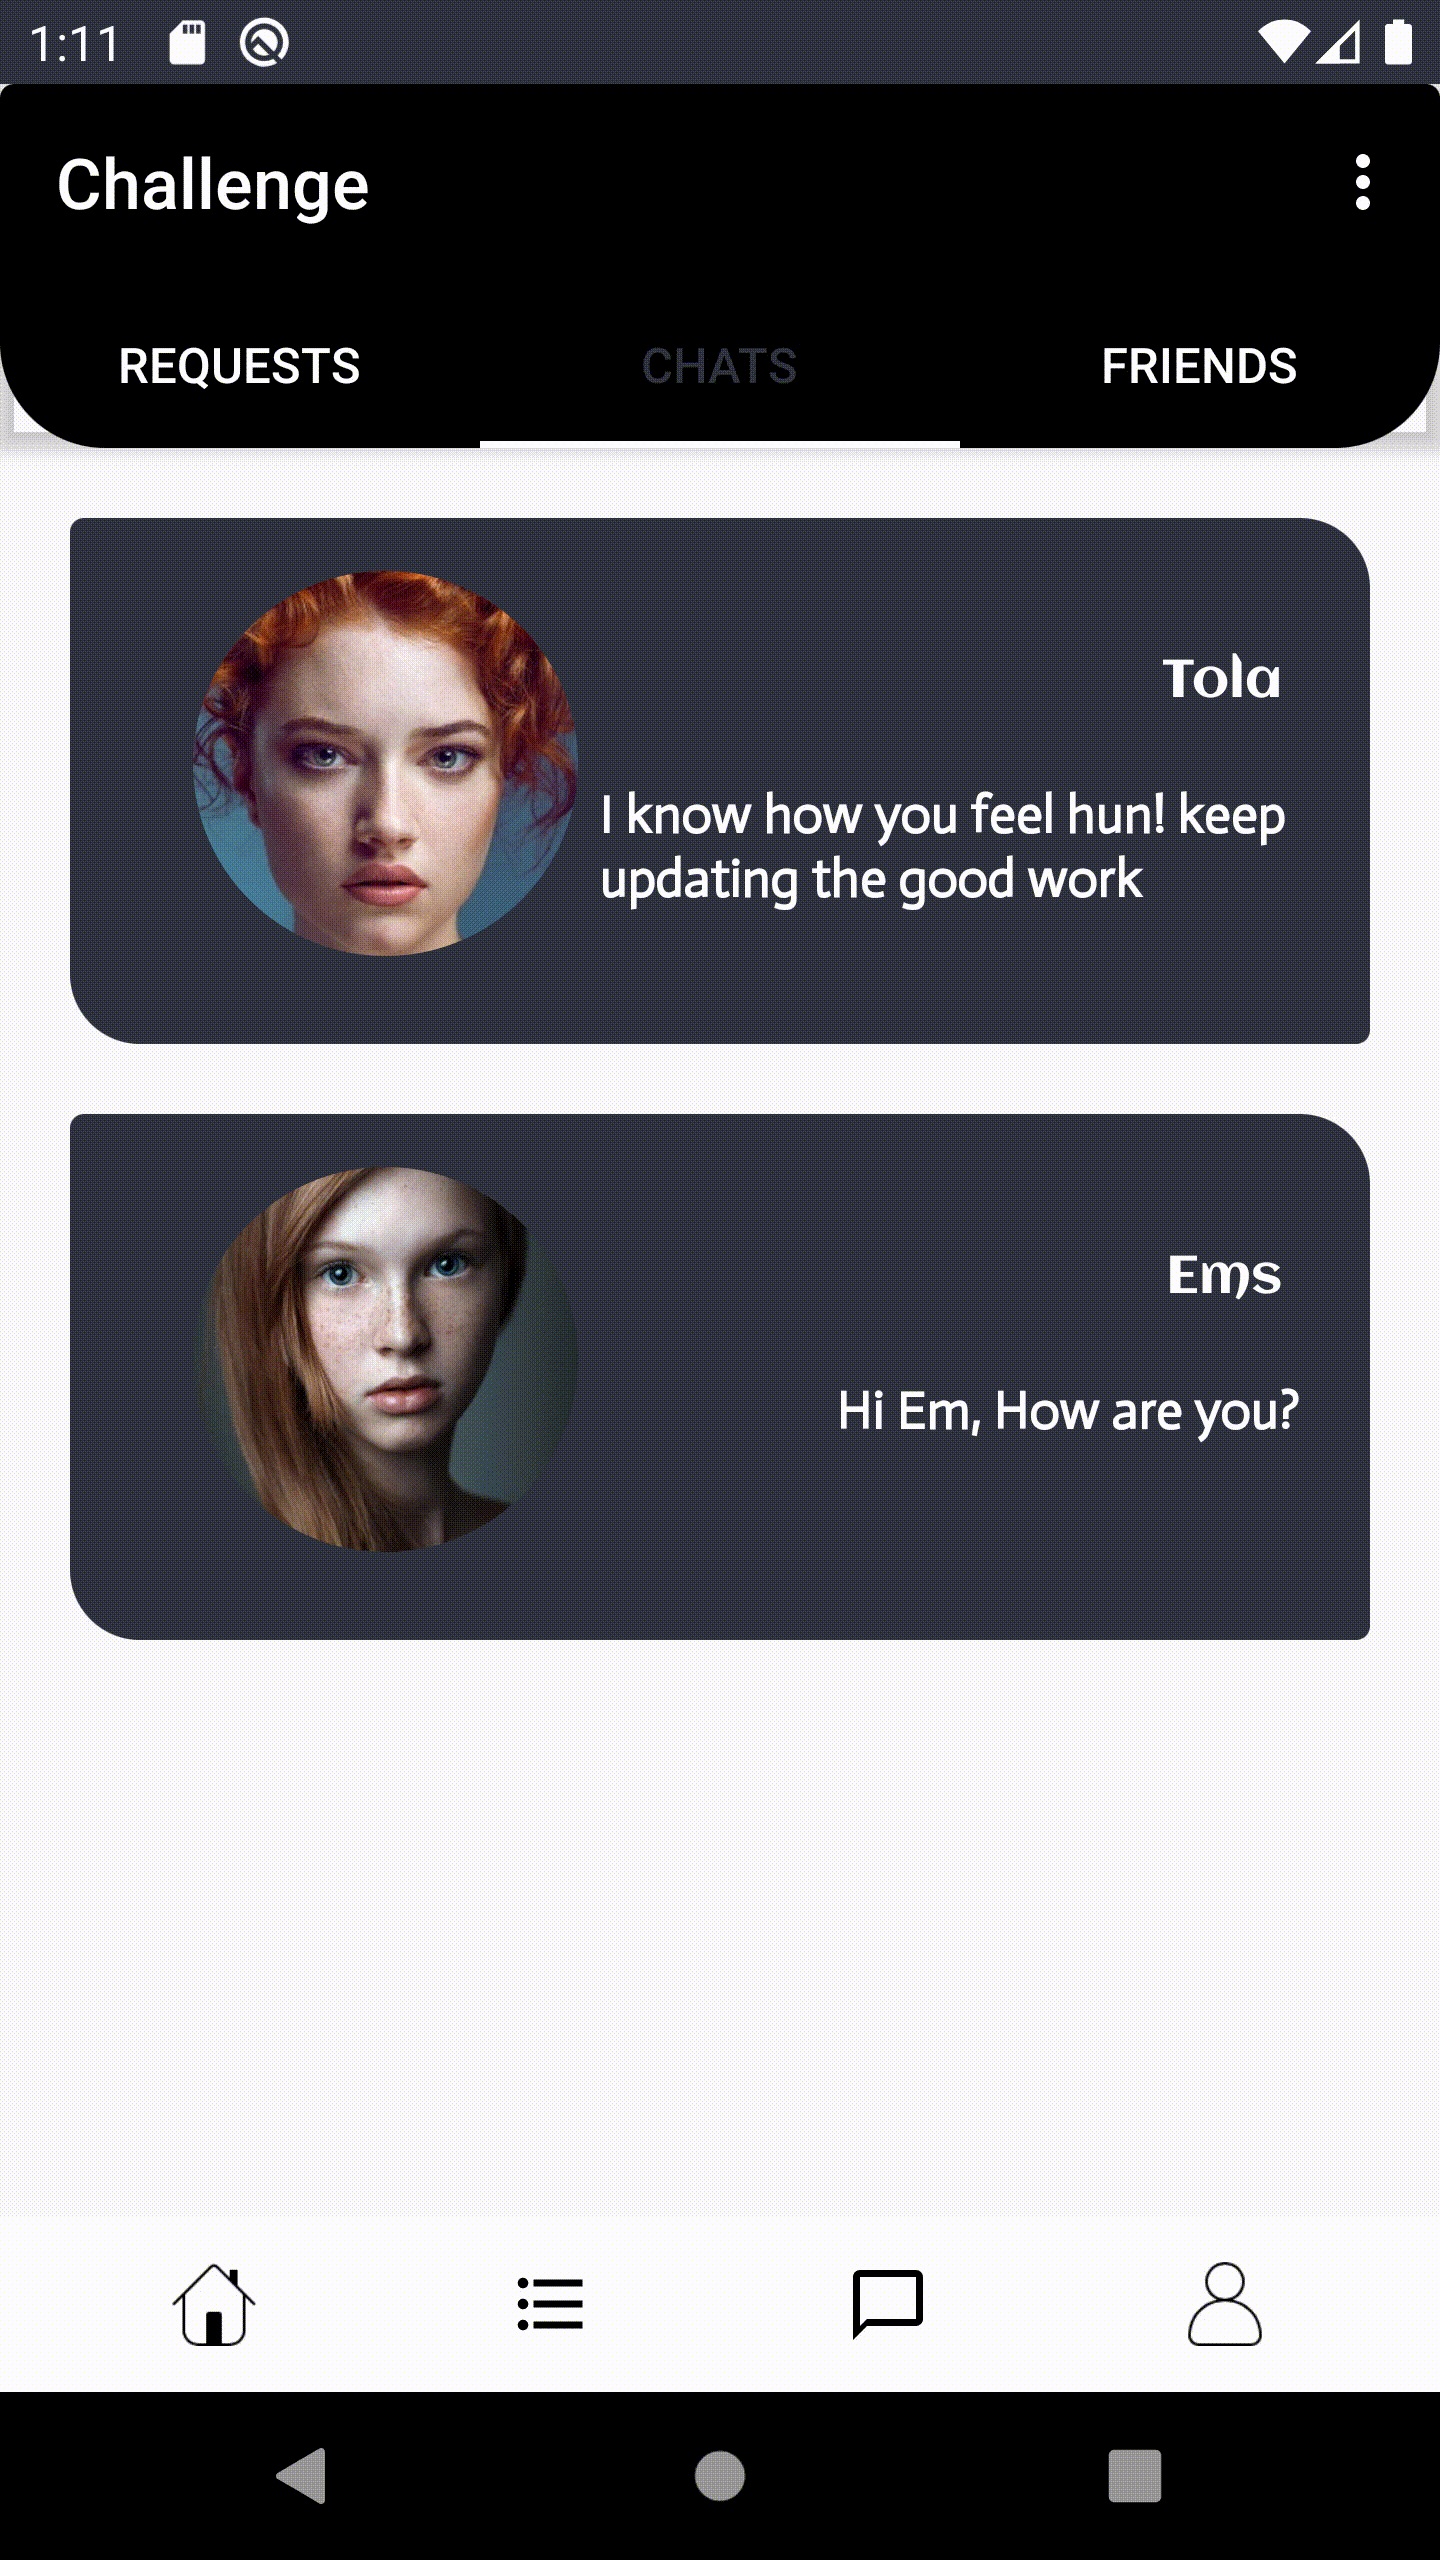 1:11
Challenge
REQUESTS CHATS FRIENDS
Tola
I know how you feel hun! keep
updating the good work
Ems
Hi Em, How are you?